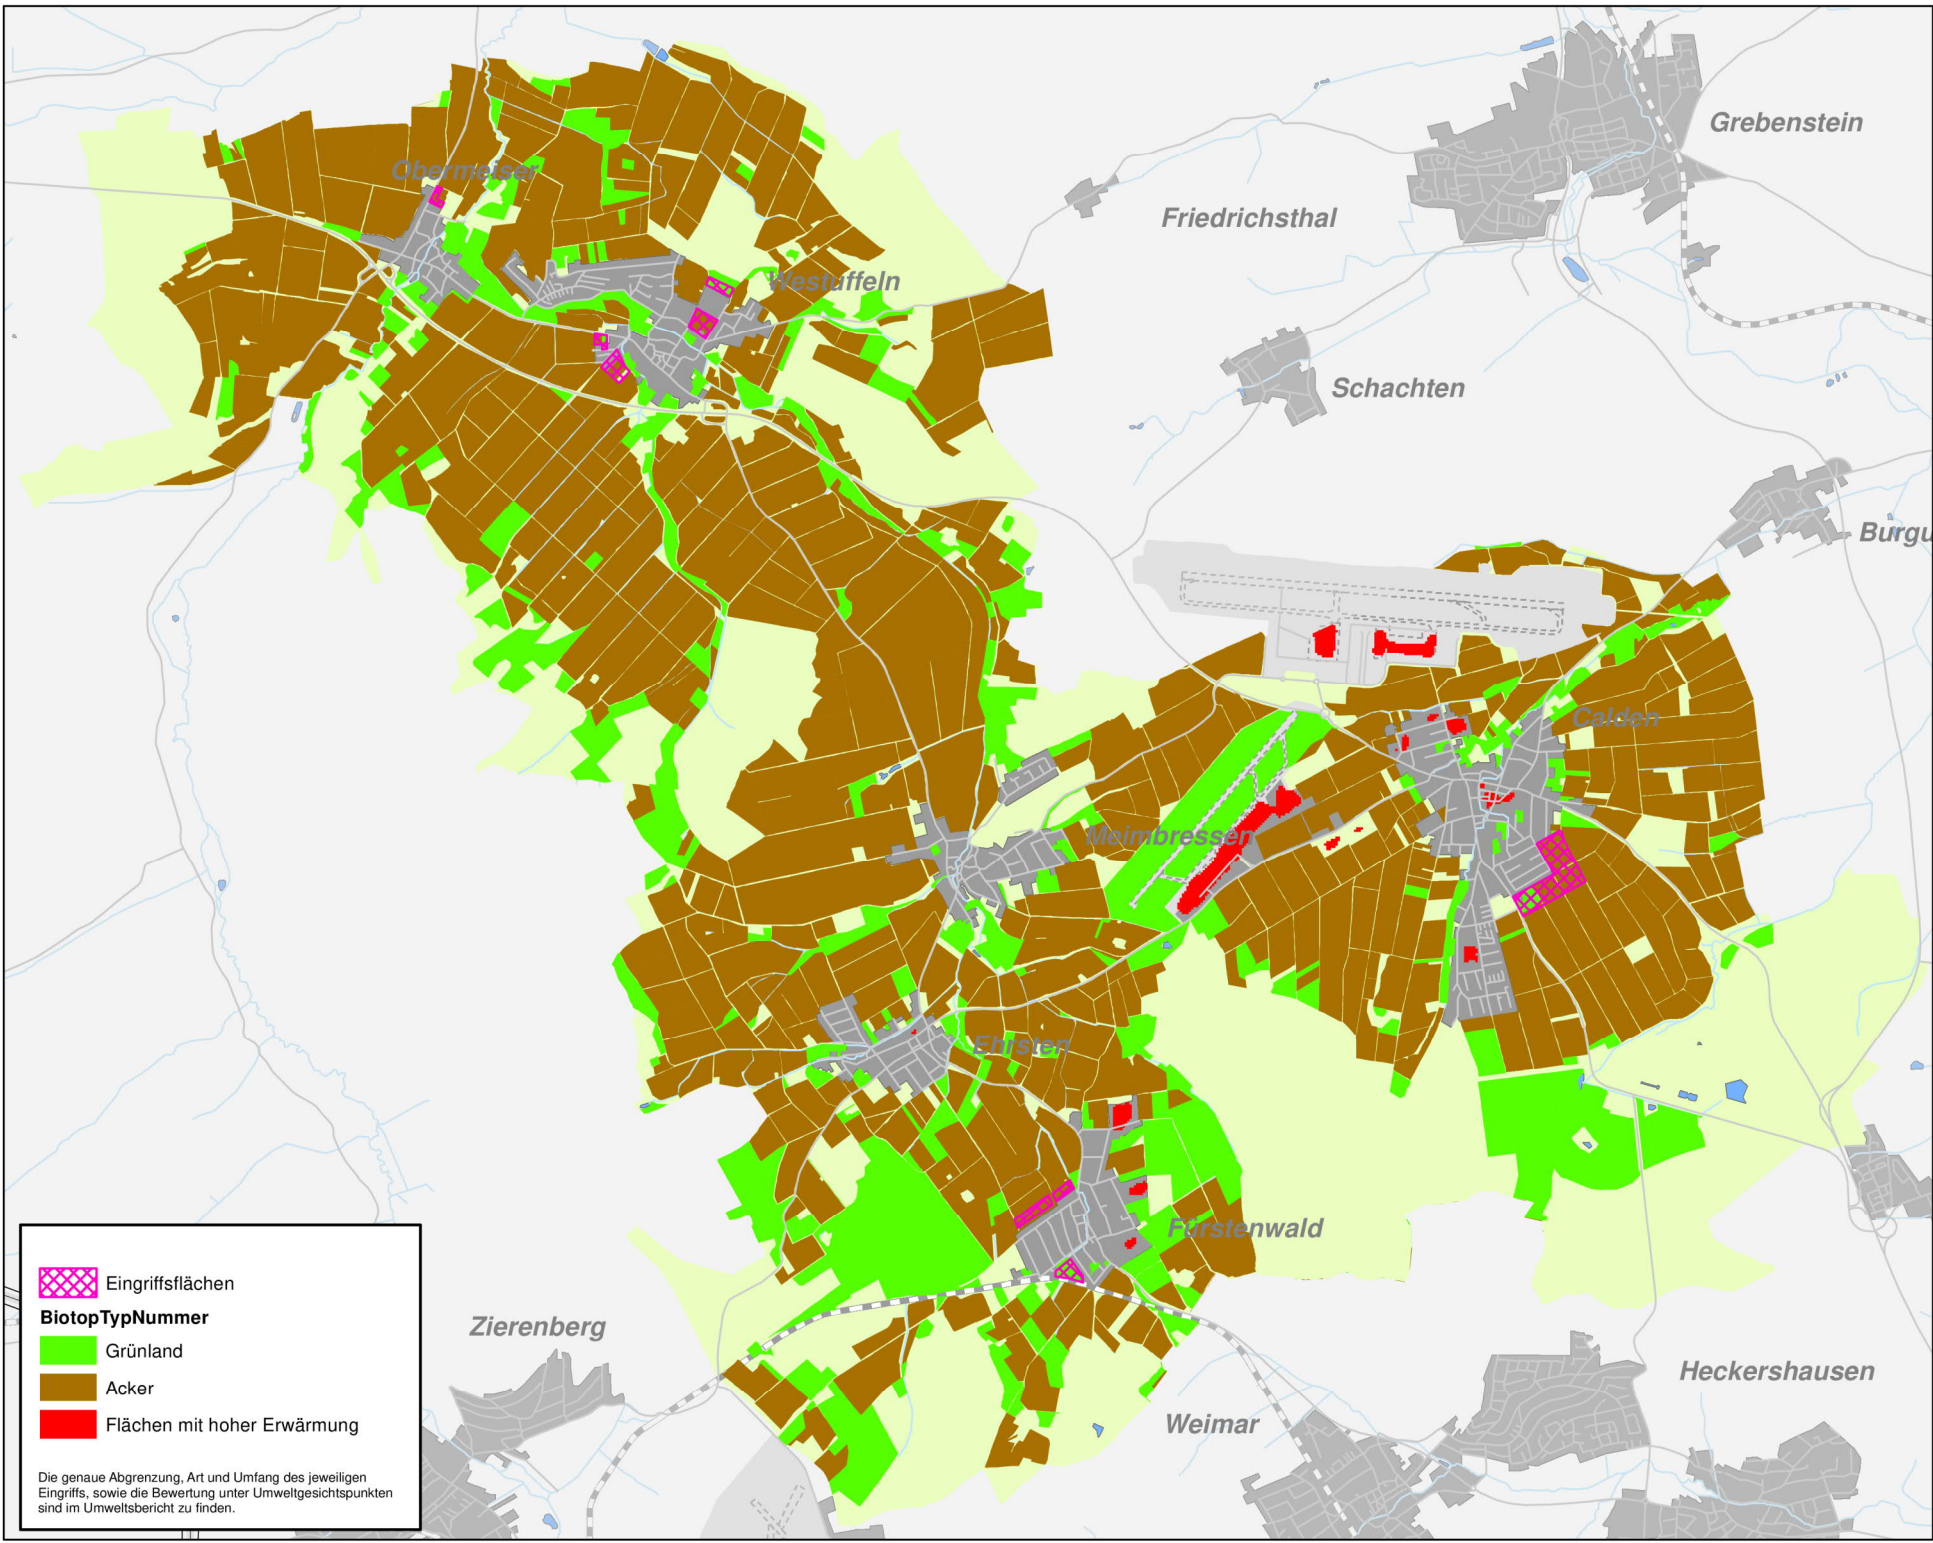 Grebenstein
Obermeiser
Friedrichsthal
Westuffeln
Schachten
Burgu
Calden
Meimbressen
Ehrsten
Fürstenwald
Zierenberg
Heckershausen
Weimar
Eingriffsflächen
BiotopTypNummer
Grünland
Acker
Flächen mit hoher Erwärmung
Die genaue Abgrenzung, Art und Umfang des jeweiligen
Eingriffs, sowie die Bewertung unter Umweltgesichtspunkten
sind im Umweltsbericht zu finden.